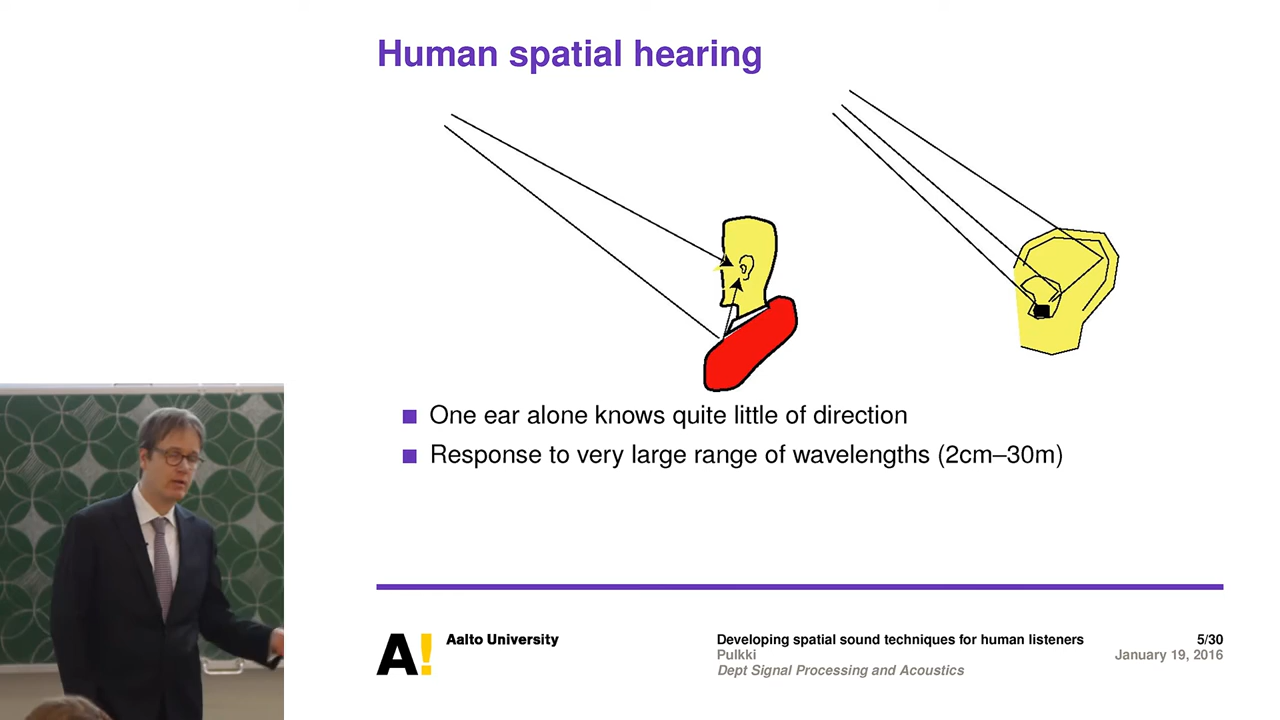 Human spatial hearing
One ear alone knows quite little of direction
Response to very large range of wavelengths (2cm–30m)
A!
Aalto University
Developing spatial sound techniques for human listeners
5/30
Pulkki
January 19, 2016
Dept Signal Processing and Acoustics